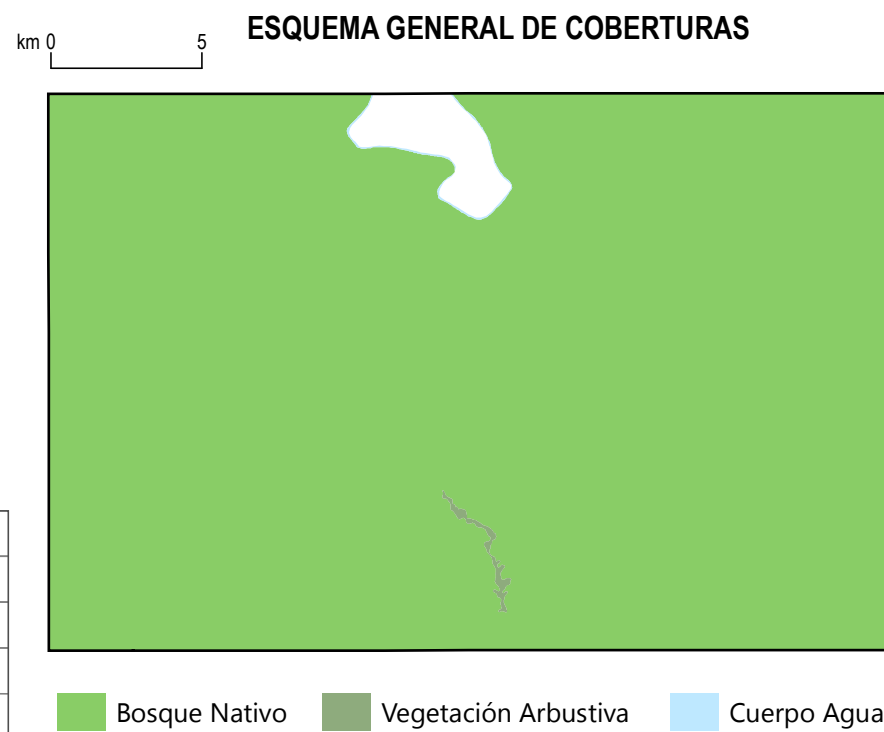 ESQUEMA GENERAL DE COBERTURAS
km 0 5
Bosque Nativo Vegetación Arbustiva Cuerpo Agua